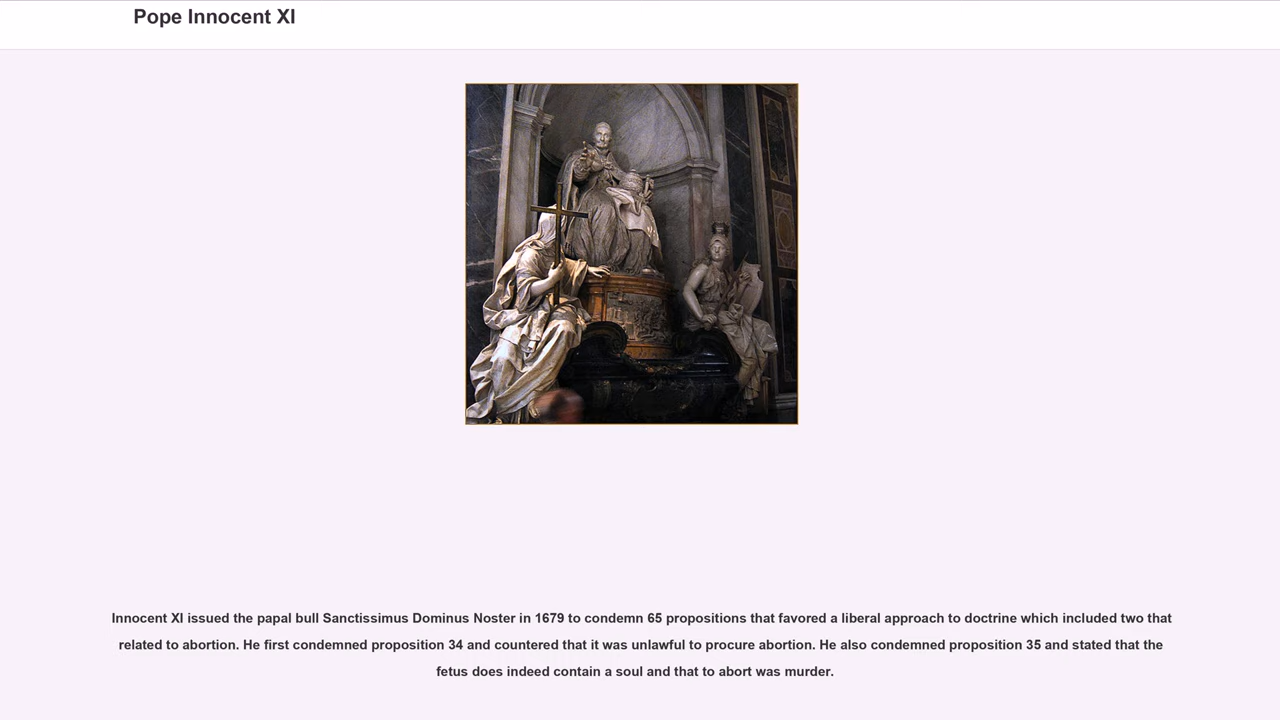 Pope Innocent XI
Innocent XI issued the papal bull Sanctissimus Dominus Noster in 1679 to condemn 65 propositions that favored a liberal approach to doctrine which included two that
related to abortion. He first condemned proposition 34 and countered that it was unlawful to procure abortion. He also condemned proposition 35 and stated that the
fetus does indeed contain a soul and that to abort was murder.